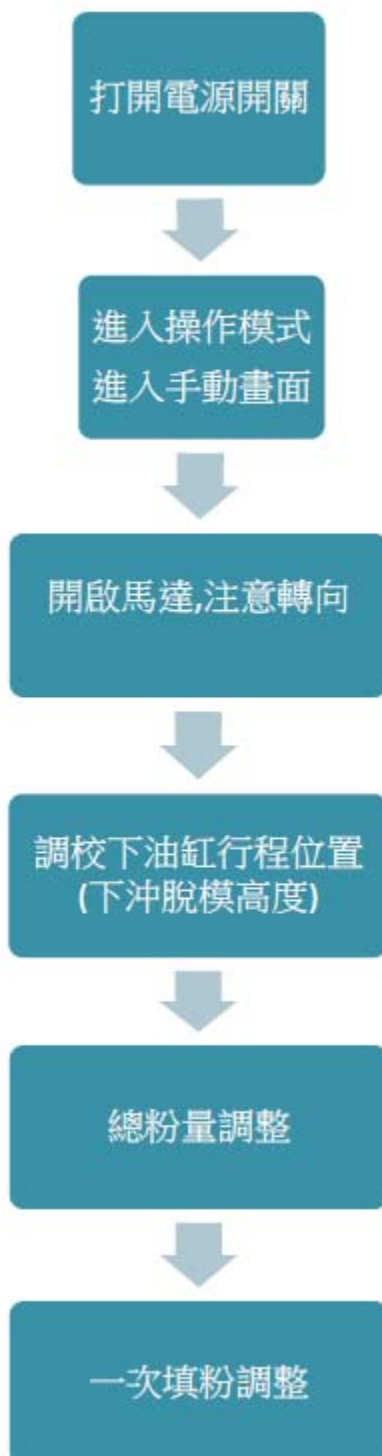 打開電源開關
進入操作模式
進入手動畫面
開啟馬達,注意轉向
調校下油缸行程位置
(下沖脫模高度)
總粉量調整
一次填粉調整